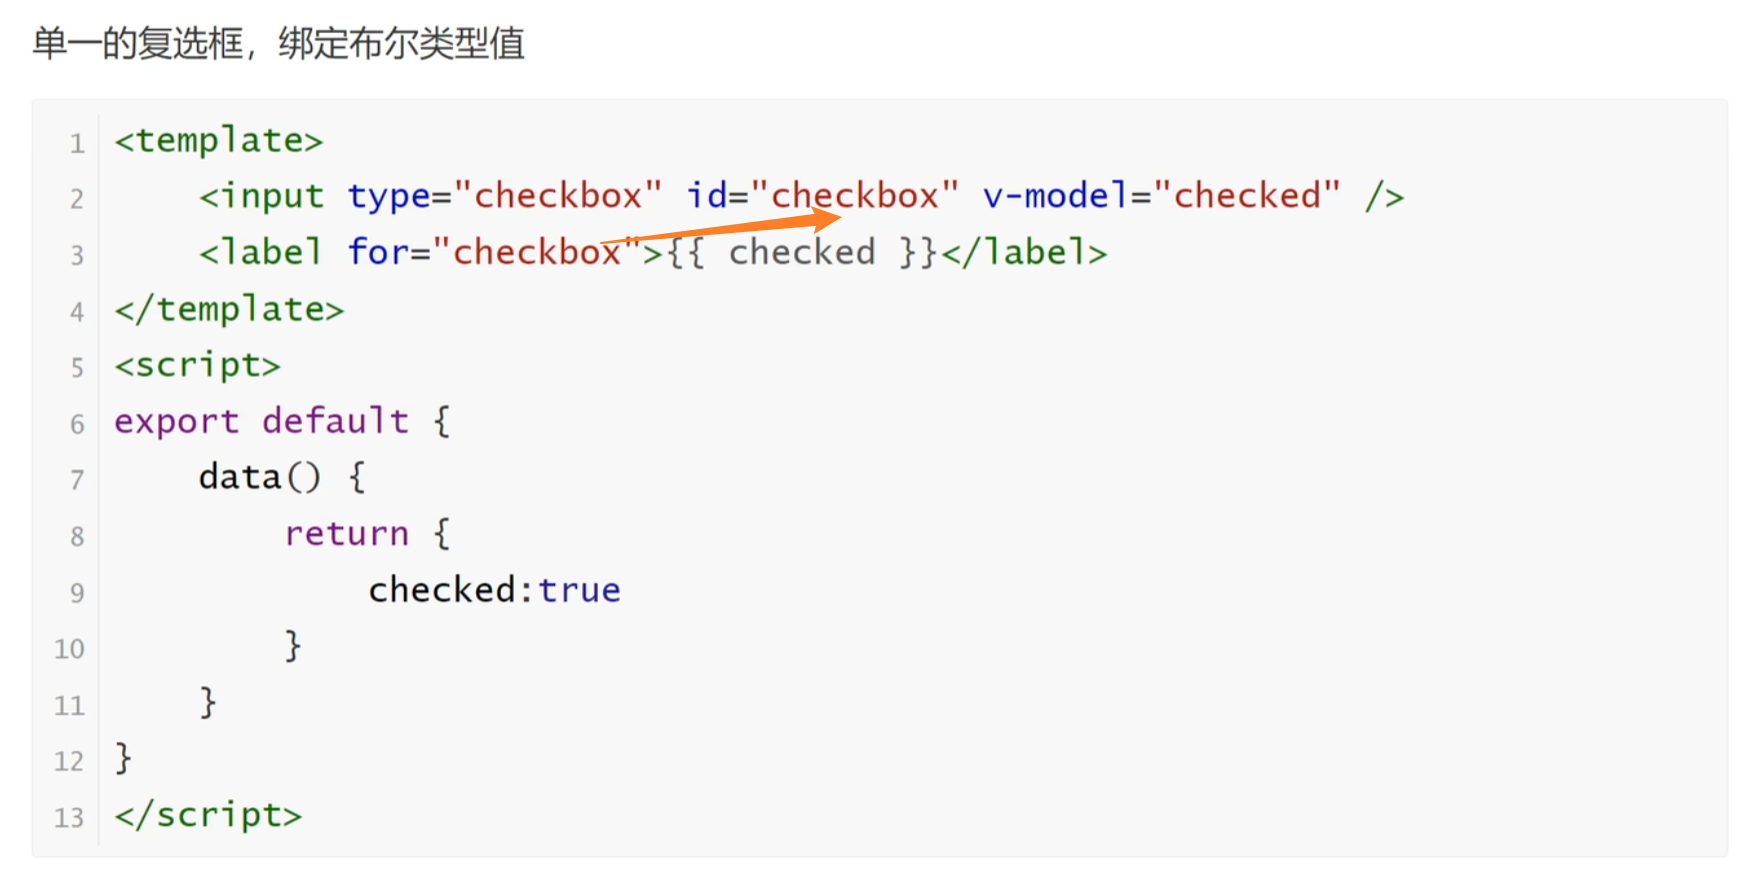 单一的复选框，绑定布尔类型值
1 <template>
2     <input type="checkbox" id="checkbox" v-model="checked" />
3     <label for="checkbox">{{ checked }}</label>
4 </template>
5 <script>
6 export default {
7     data() {
8         return {
9             checked:true
10         }
11     }
12 }
13 </script>